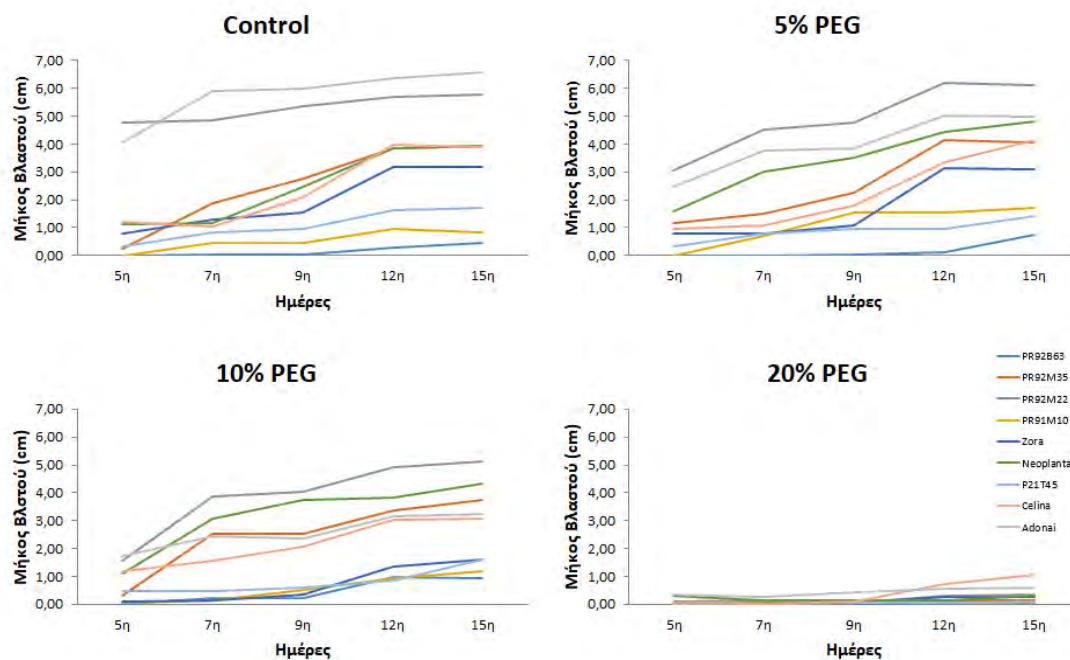 Control
Μήκος Βλαστού (cm)
7,00
6,00
5,00
4,00
3,00
2,00
1,00
0,00
5η 7η 9η 12η 15η
Ημέρες
5% PEG
Μήκος Βλαστού (cm)
7,00
6,00
5,00
4,00
3,00
2,00
1,00
0,00
5η 7η 9η 12η 15η
Ημέρες
10% PEG
Μήκος Βλαστού (cm)
7,00
6,00
5,00
4,00
3,00
2,00
1,00
0,00
5η 7η 9η 12η 15η
Ημέρες
20% PEG
Μήκος Βλαστού (cm)
7,00
6,00
5,00
4,00
3,00
2,00
1,00
0,00
5η 7η 9η 12η 15η
Ημέρες
PR92B63
PR92M35
PR92M22
PR91M10
Zora
Neoplanta
P21T45
Celina
Adonai